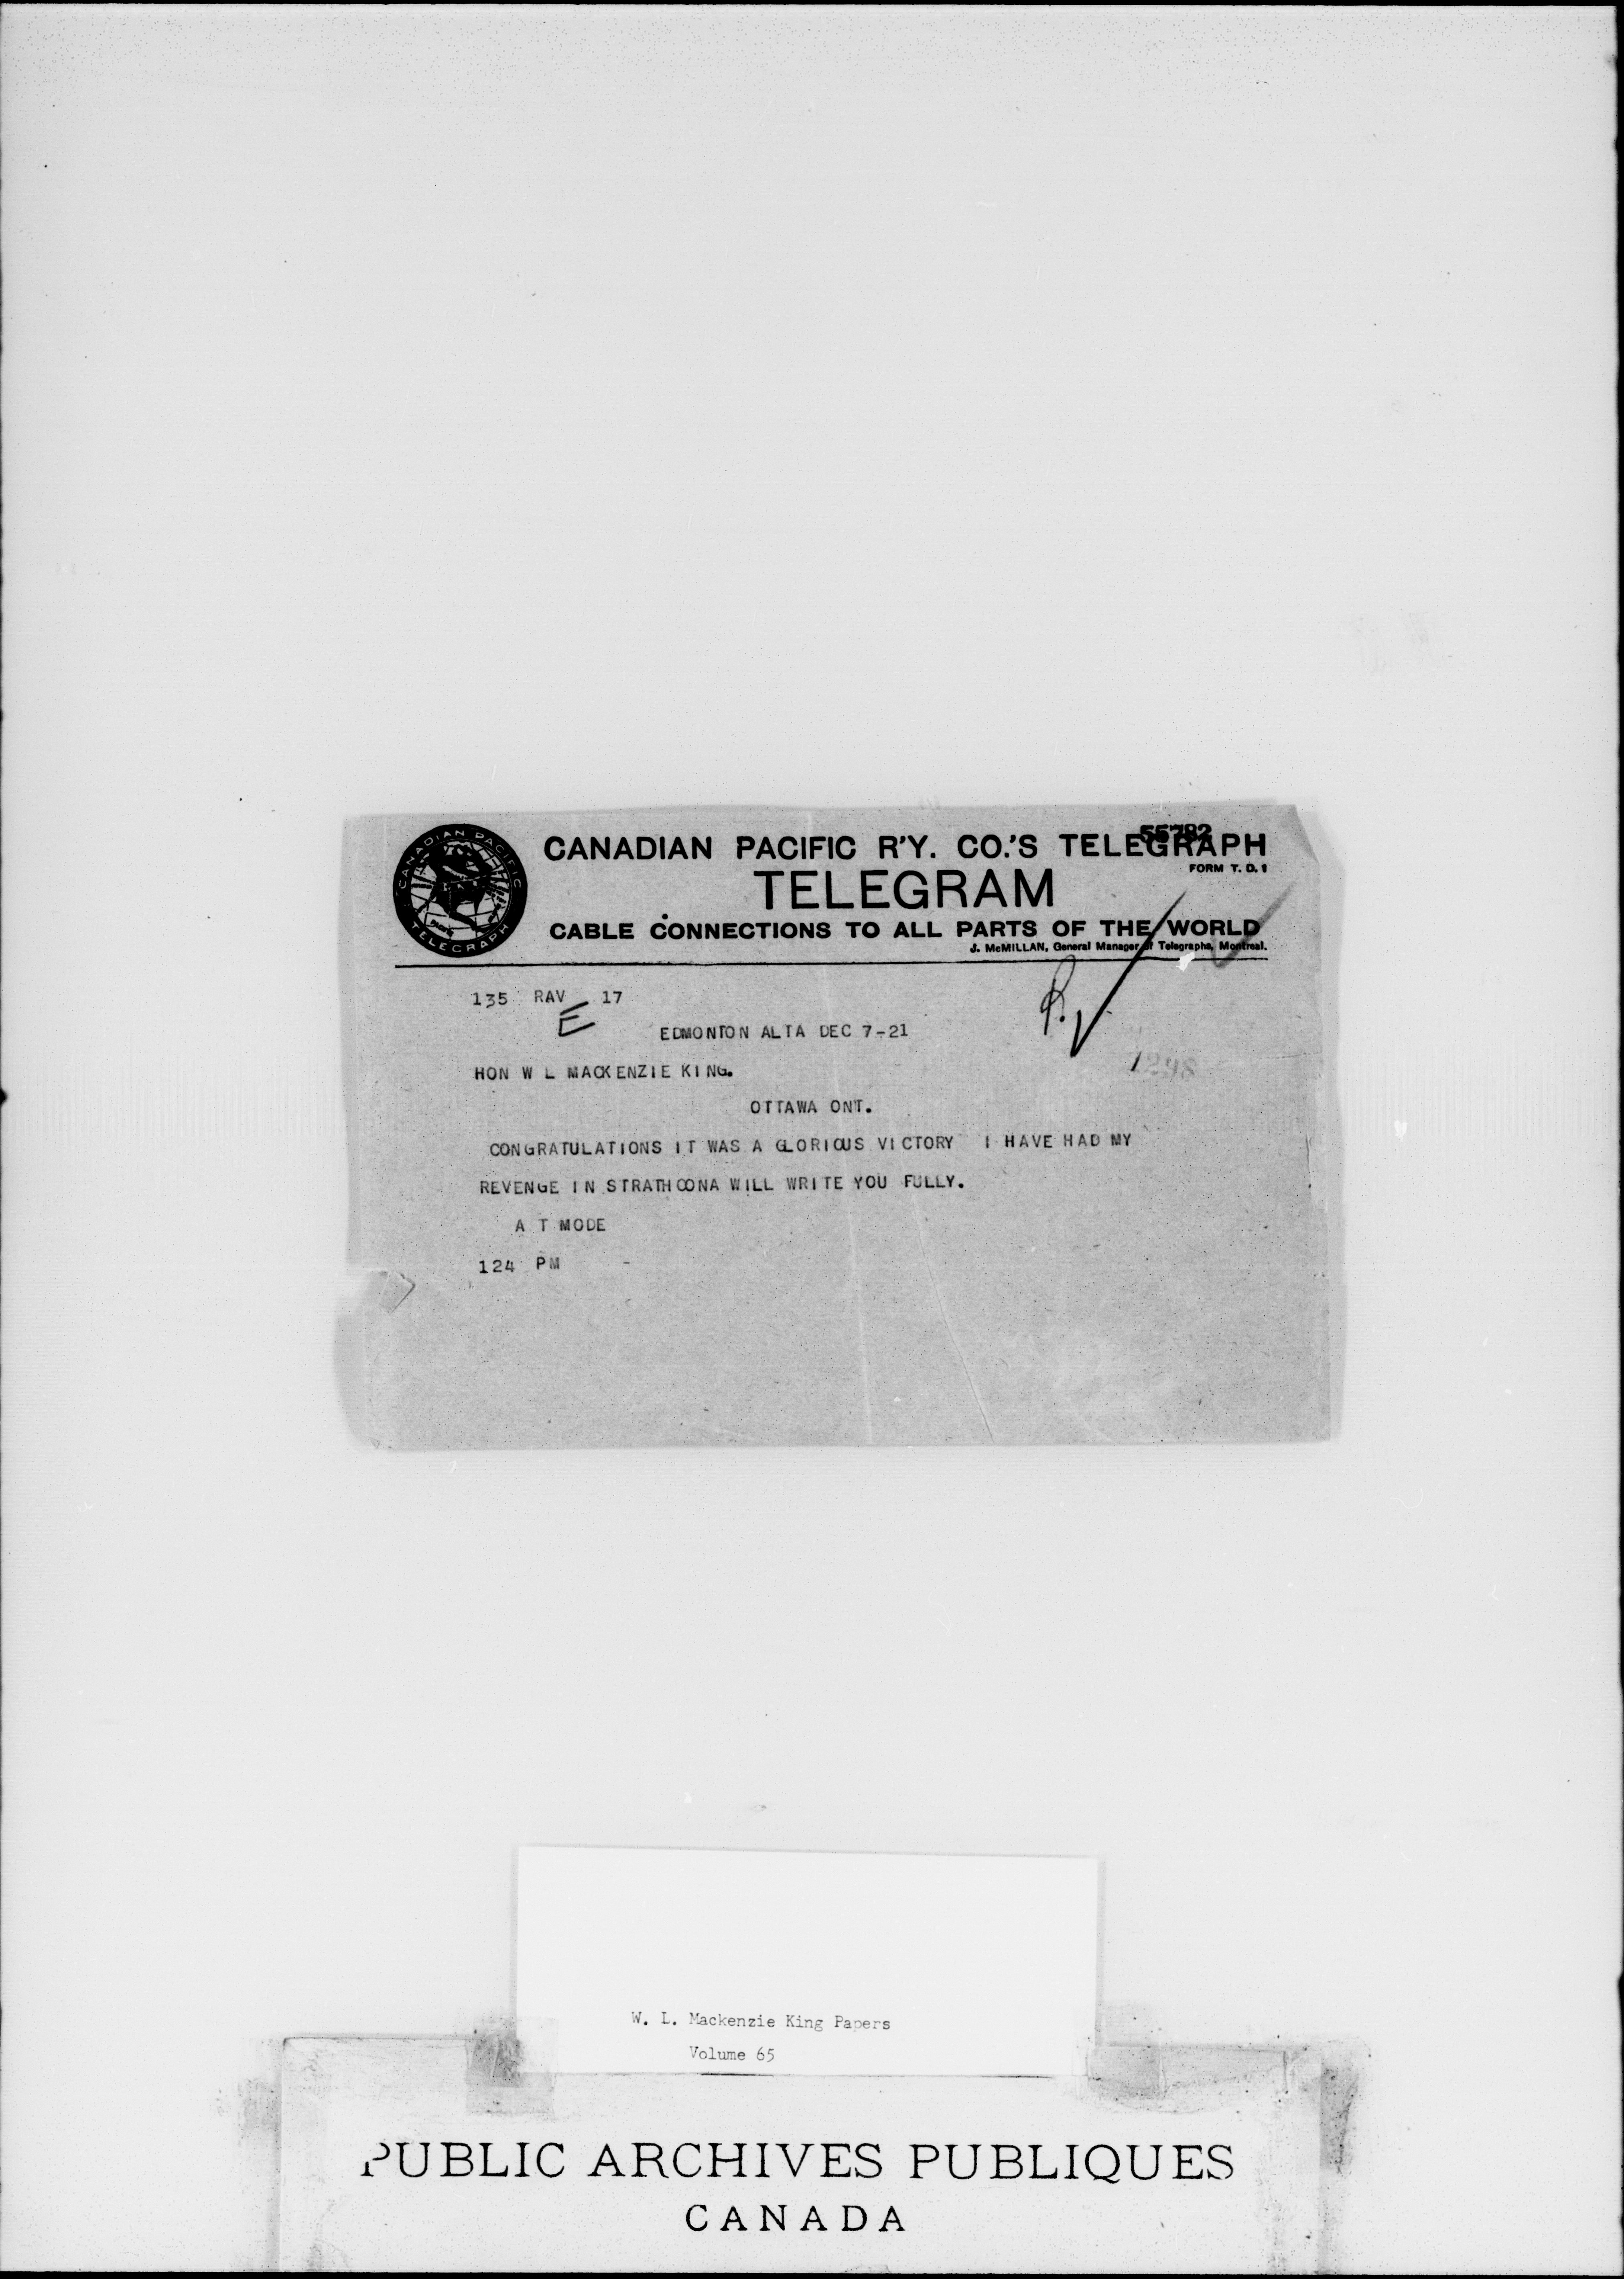 55782
CANADIAN PACIFIC R'Y. CO.'S TELEGRAPH
FORM T. D. 1
TELEGRAM
CABLE CONNECTIONS TO ALL PARTS OF THE WORLD
J. McMILLAN, General Manager of Telegraphs, Montreal.
CANADIAN PACIFIC
TELEGRAPH
135 RAV 17
E
EDMONTON ALTA DEC 7-21
HON W L MACKENZIE KING.
1298
OTTAWA ONT.
CONGRATULATIONS IT WAS A GLORIOUS VICTORY I HAVE HAD MY
REVENGE IN STRATHCONA WILL WRITE YOU FULLY.
A T MODE
124 PM -
W. L. Mackenzie King Papers
Volume 65
PUBLIC ARCHIVES PUBLIQUES
CANADA